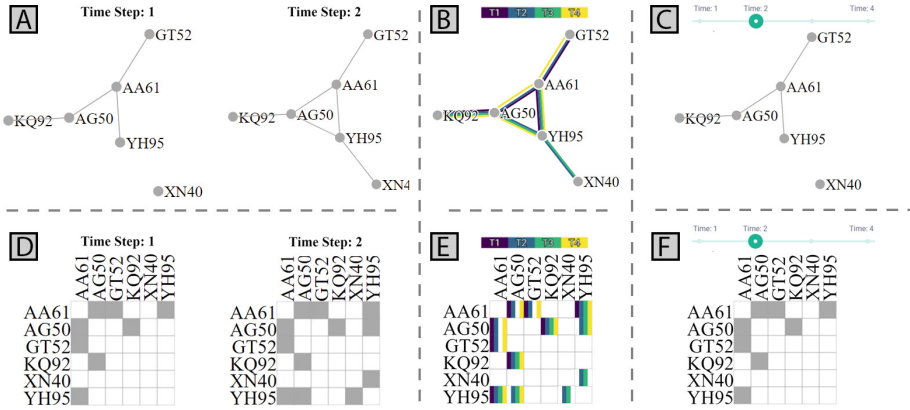 A
Time Step: 1
GT52
AA61
KQ92
AG50
YH95
XN40
Time Step: 2
GT52
AA61
KQ92
AG50
YH95
XN4
B
T1 T2 T3 T4
GT52
AA61
KQ92
AG50
YH95
XN40
C
Time: 1 Time: 2 Time: 4
GT52
AA61
KQ92
AG50
YH95
XN40
D
Time Step: 1
AA61 AG50 GT52 KQ92 XN40 YH95
AA61
AG50
GT52
KQ92
XN40
YH95
Time Step: 2
AA61 AG50 GT52 KQ92 XN40 YH95
AA61
AG50
GT52
KQ92
XN40
YH95
E
T1 T2 T3 T4
AA61 AG50 GT52 KQ92 XN40 YH95
AA61
AG50
GT52
KQ92
XN40
YH95
F
Time: 1 Time: 2 Time: 4
AA61 AG50 GT52 KQ92 XN40 YH95
AA61
AG50
GT52
KQ92
XN40
YH95